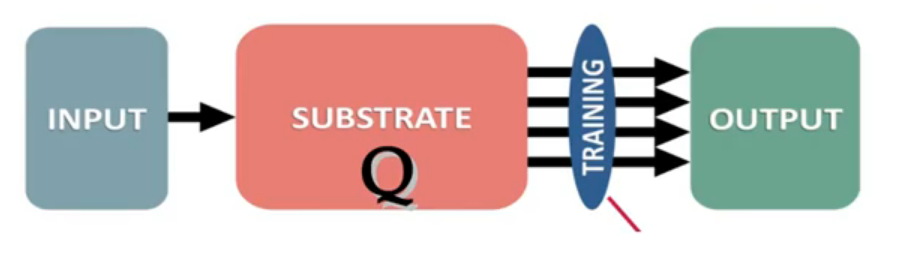 INPUT
SUBSTRATE
Q
TRAINING
OUTPUT